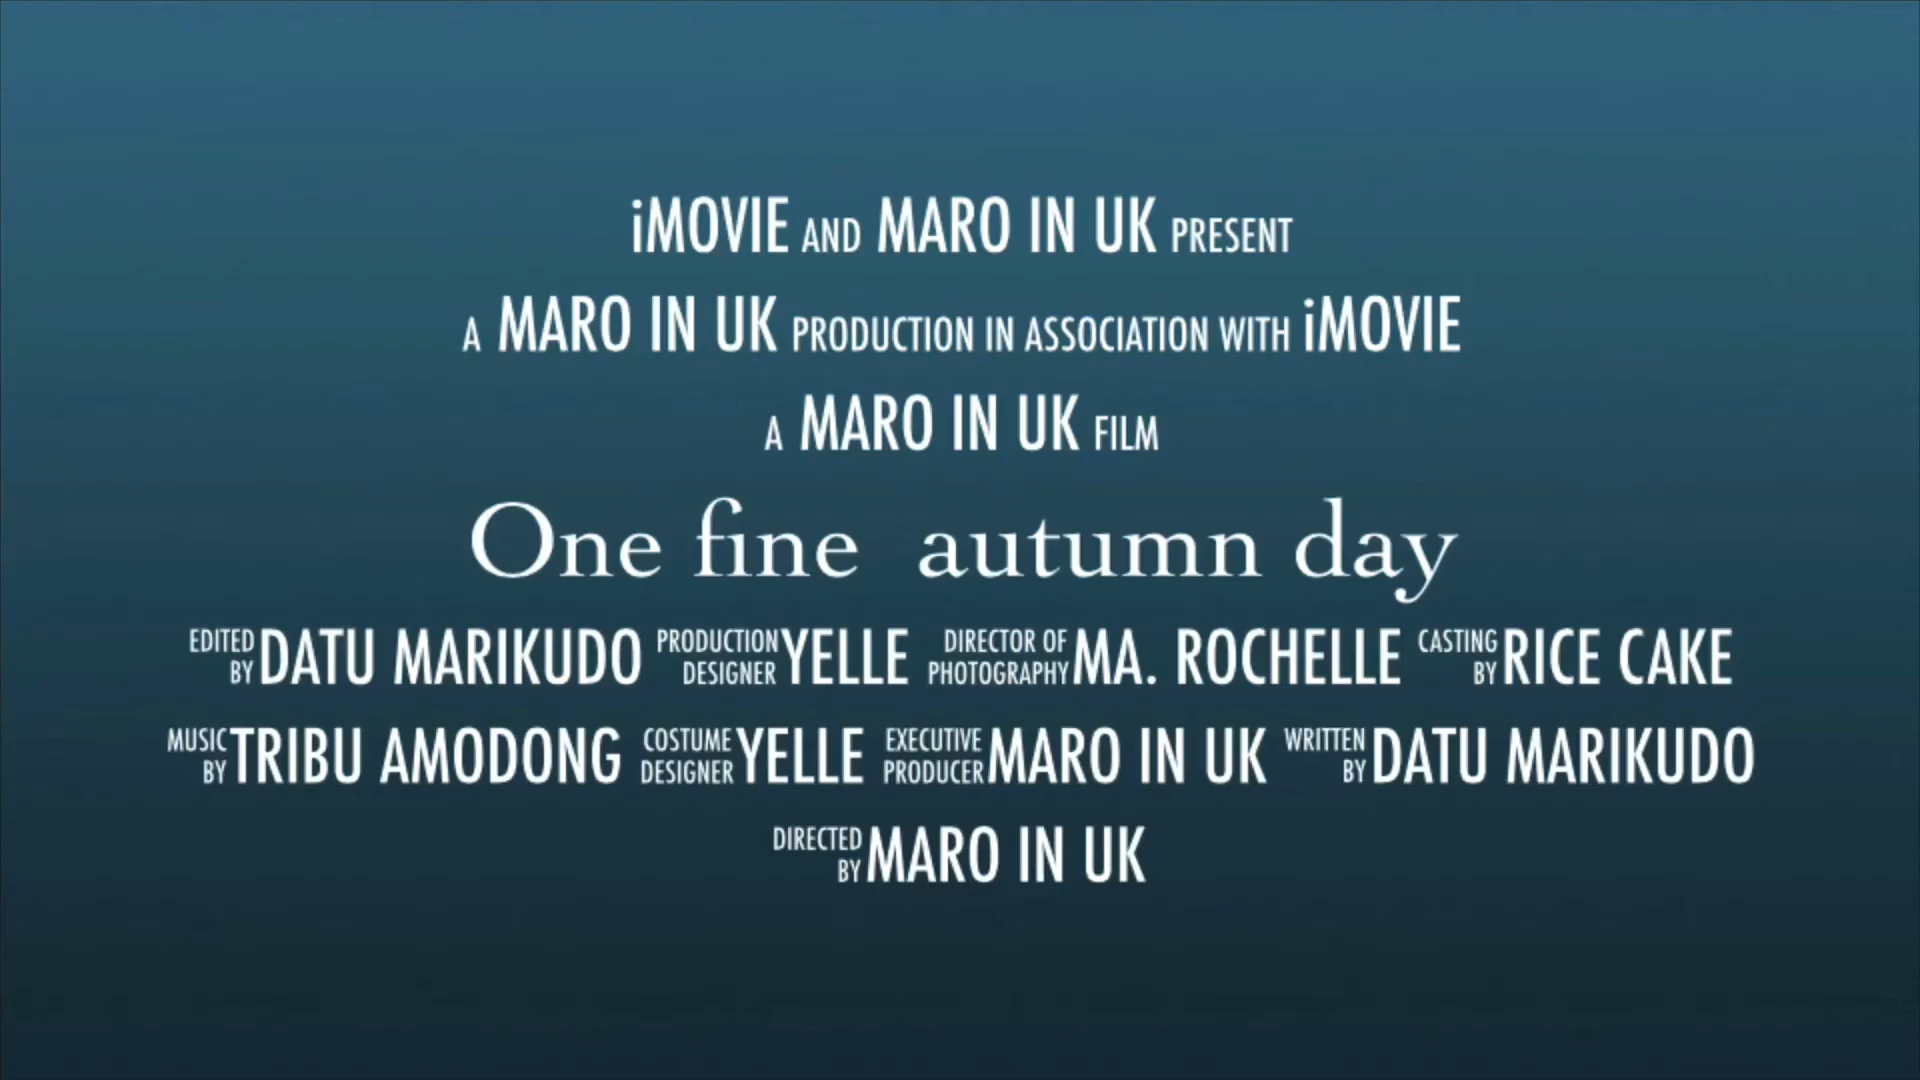 iMOVIE AND MARO IN UK PRESENT
A MARO IN UK PRODUCTION IN ASSOCIATION WITH iMOVIE
A MARO IN UK FILM
One fine  autumn day
EDITED BY DATU MARIKUDO PRODUCTION DESIGNER YELLE DIRECTOR OF PHOTOGRAPHY MA. ROCHELLE CASTING BY RICE CAKE
MUSIC BY TRIBU AMODONG COSTUME DESIGNER YELLE EXECUTIVE PRODUCER MARO IN UK WRITTEN BY DATU MARIKUDO
DIRECTED BY MARO IN UK